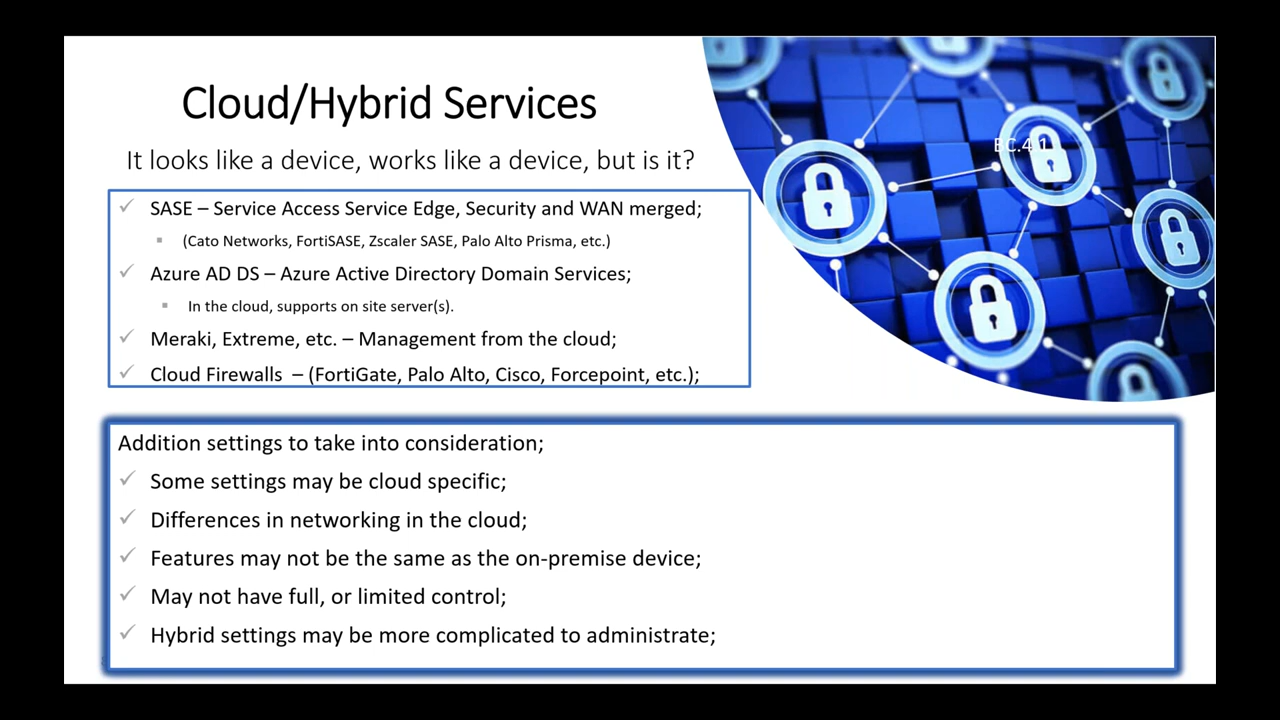 Cloud/Hybrid Services
It looks like a device, works like a device, but is it?
✓ SASE – Service Access Service Edge, Security and WAN merged;
▪ (Cato Networks, FortiSASE, Zscaler SASE, Palo Alto Prisma, etc.)
✓ Azure AD DS – Azure Active Directory Domain Services;
▪ In the cloud, supports on site server(s).
✓ Meraki, Extreme, etc. – Management from the cloud;
✓ Cloud Firewalls – (FortiGate, Palo Alto, Cisco, Forcepoint, etc.);
EC.4.1
Addition settings to take into consideration;
✓ Some settings may be cloud specific;
✓ Differences in networking in the cloud;
✓ Features may not be the same as the on-premise device;
✓ May not have full, or limited control;
✓ Hybrid settings may be more complicated to administrate;